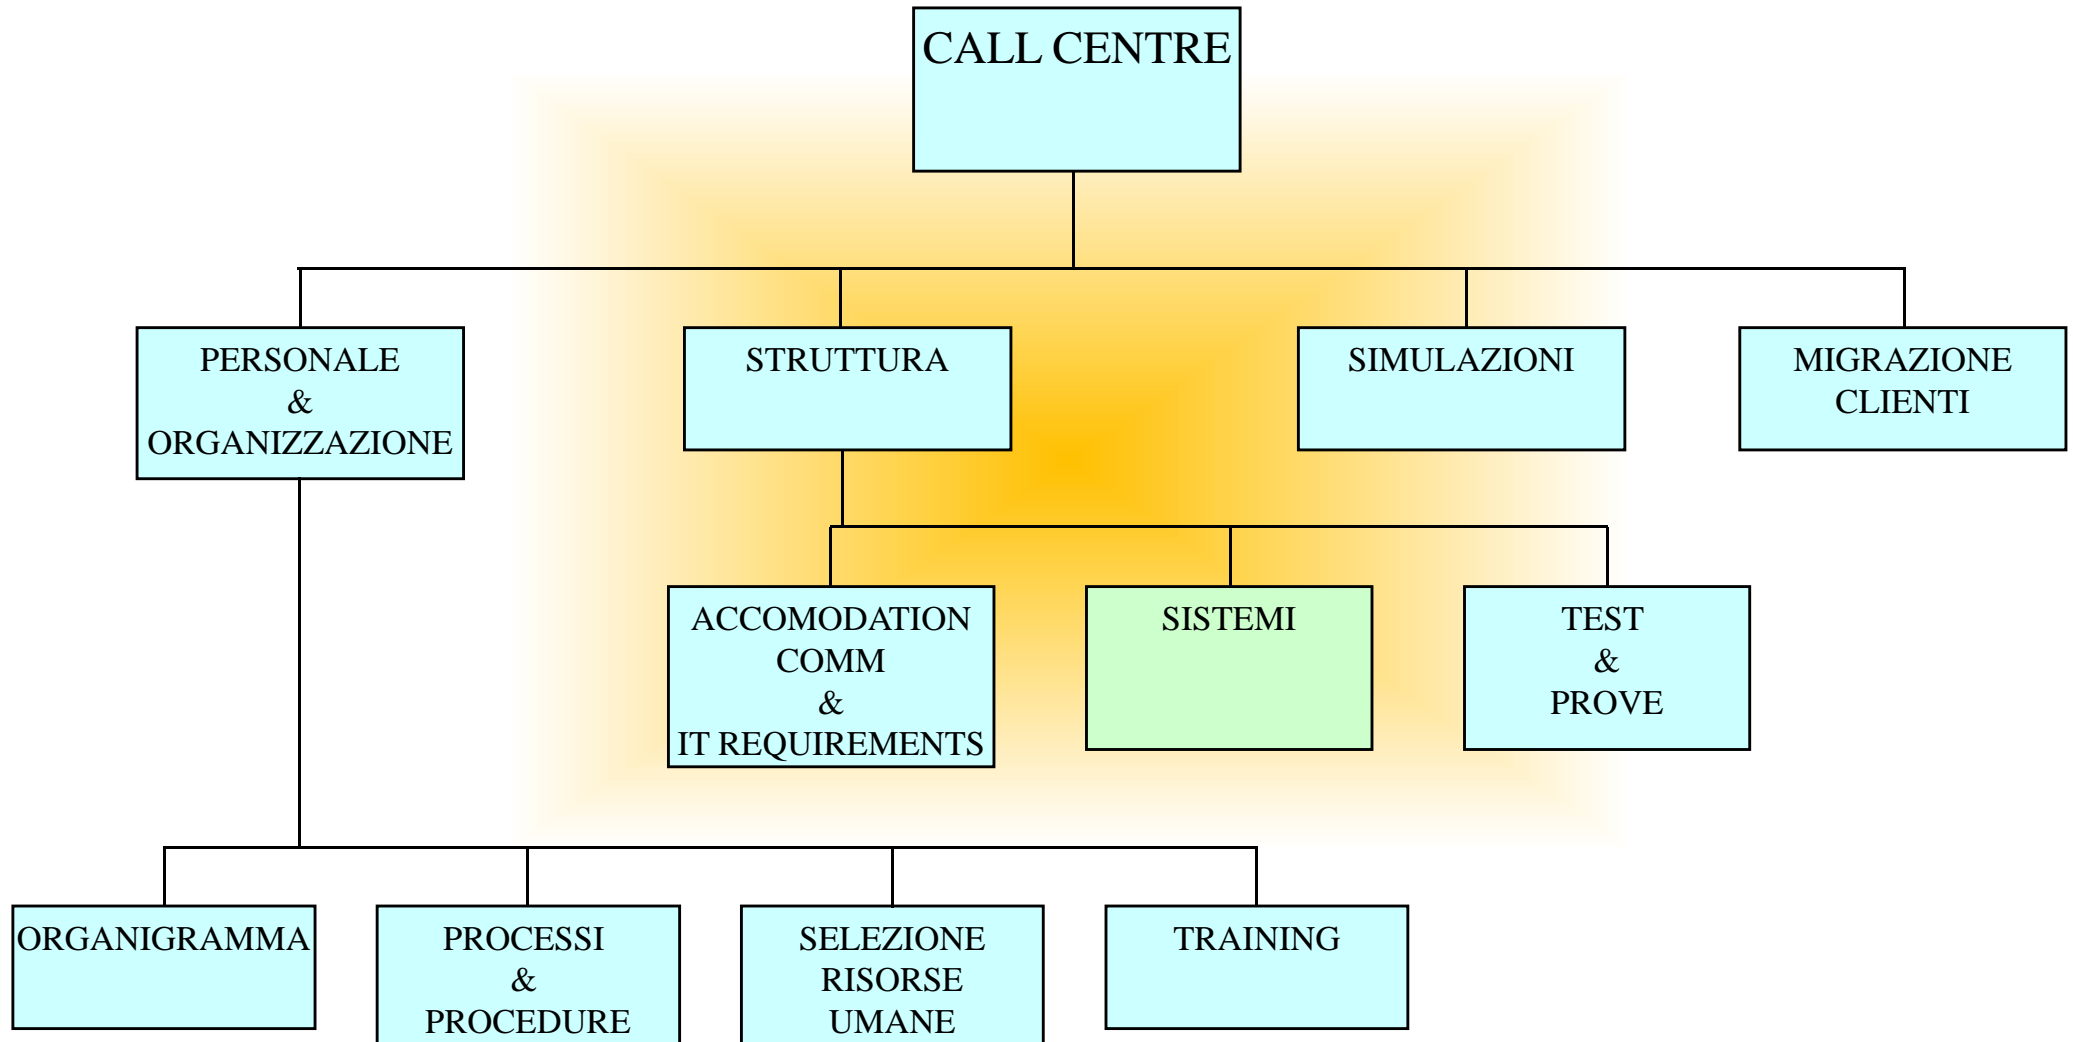 CALL CENTRE
PERSONALE
&
ORGANIZZAZIONE
STRUTTURA
SIMULAZIONI
MIGRAZIONE
CLIENTI
ACCOMODATION
COMM
&
IT REQUIREMENTS
SISTEMI
TEST
&
PROVE
ORGANIGRAMMA
PROCESSI
&
PROCEDURE
SELEZIONE
RISORSE
UMANE
TRAINING